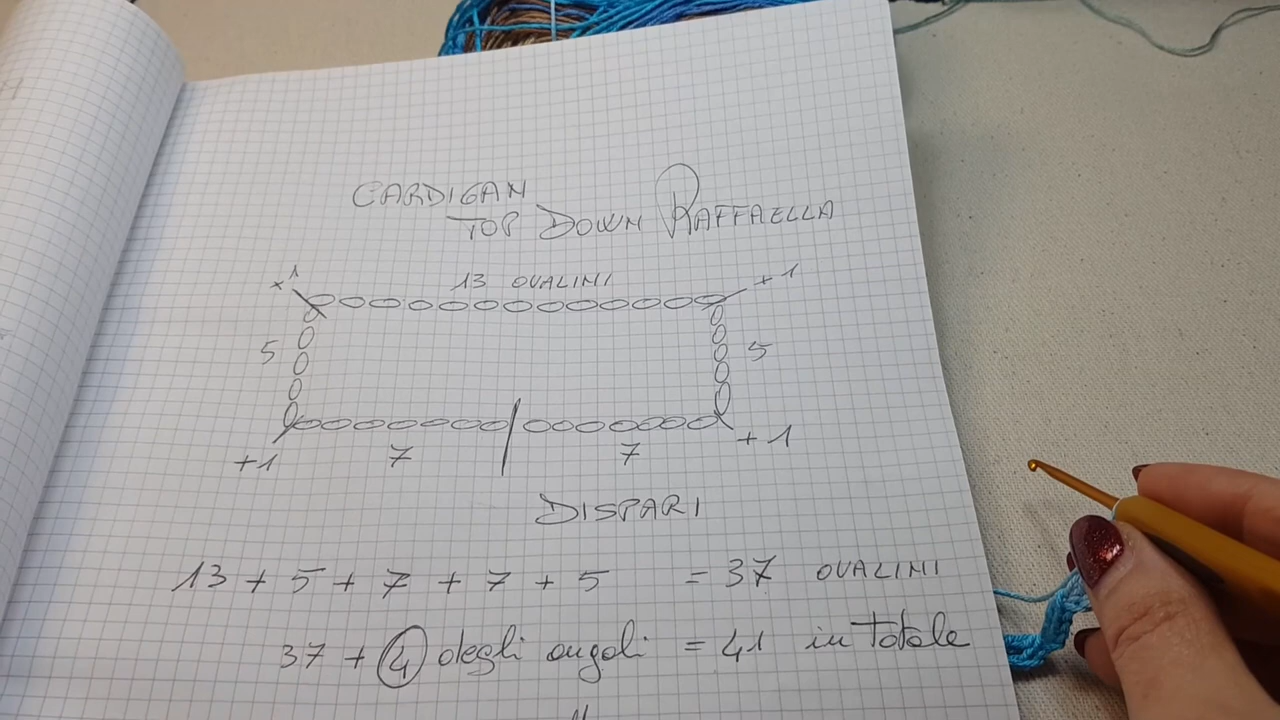 CARDIGAN
TOP DOWN RAFFAELLA
+1 13 OVALINI +1
5 5
+1 7 7 +1
DISPARI
13 + 5 + 7 + 7 + 5 = 37 OVALINI
37 + 4 degli angoli = 41 in totale